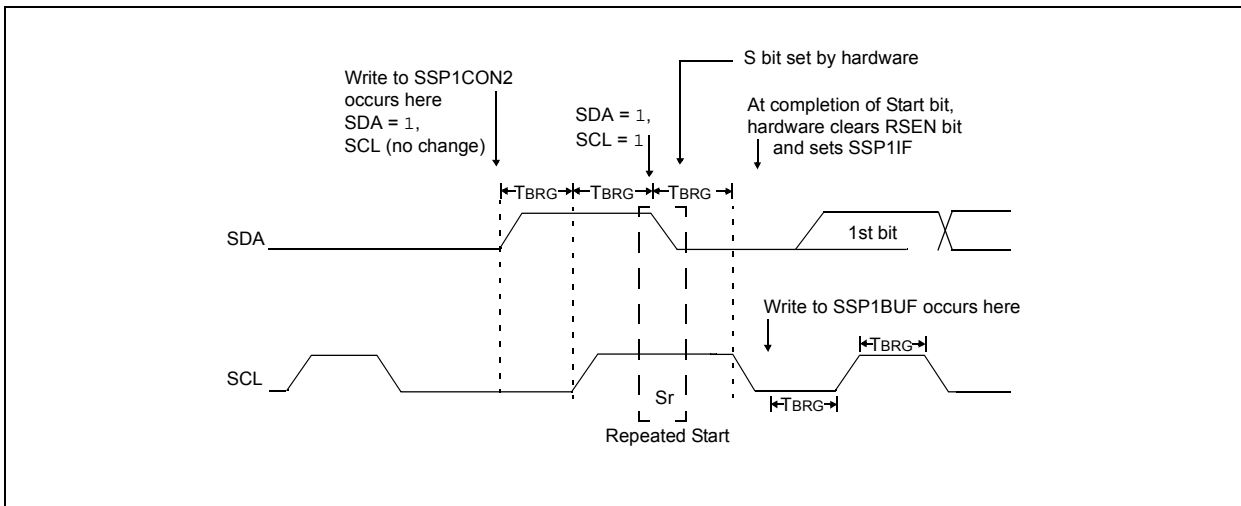 S bit set by hardware
Write to SSP1CON2
occurs here
SDA = 1,
SCL (no change)
SDA = 1,
SCL = 1
At completion of Start bit,
hardware clears RSEN bit
and sets SSP1IF
TBRG
TBRG
TBRG
SDA
1st bit
Write to SSP1BUF occurs here
TBRG
SCL
Sr
TBRG
Repeated Start